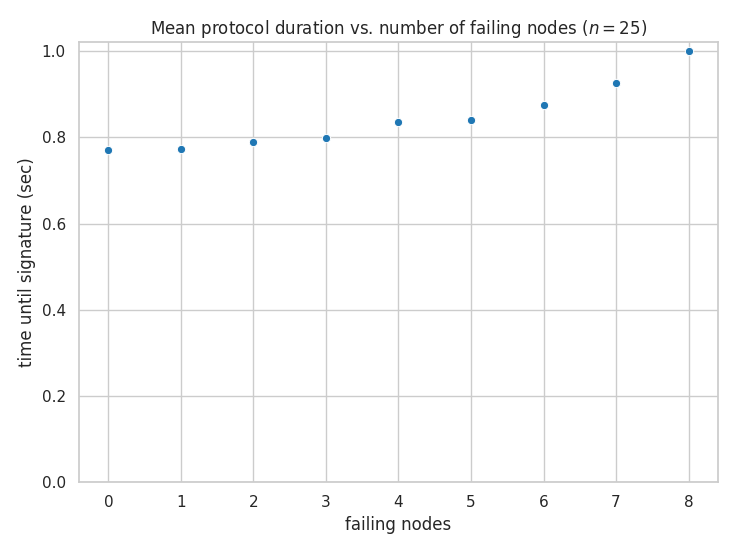 Mean protocol duration vs. number of failing nodes (n = 25)
1.0
0.8
0.6
0.4
0.2
0.0
time until signature (sec)
0 1 2 3 4 5 6 7 8
failing nodes